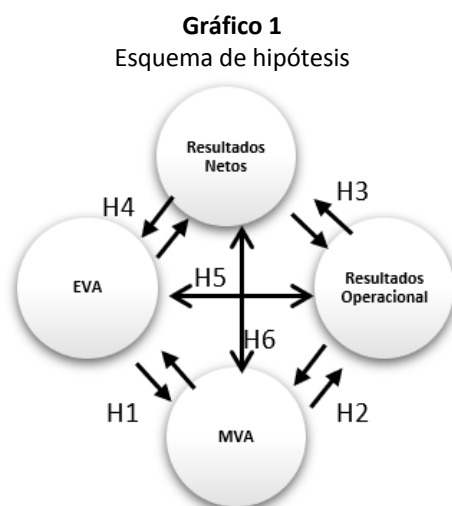 Gráfico 1
Esquema de hipótesis
Resultados
Netos
H4
H3
EVA
H5
Resultados
Operacional
H6
H1
H2
MVA